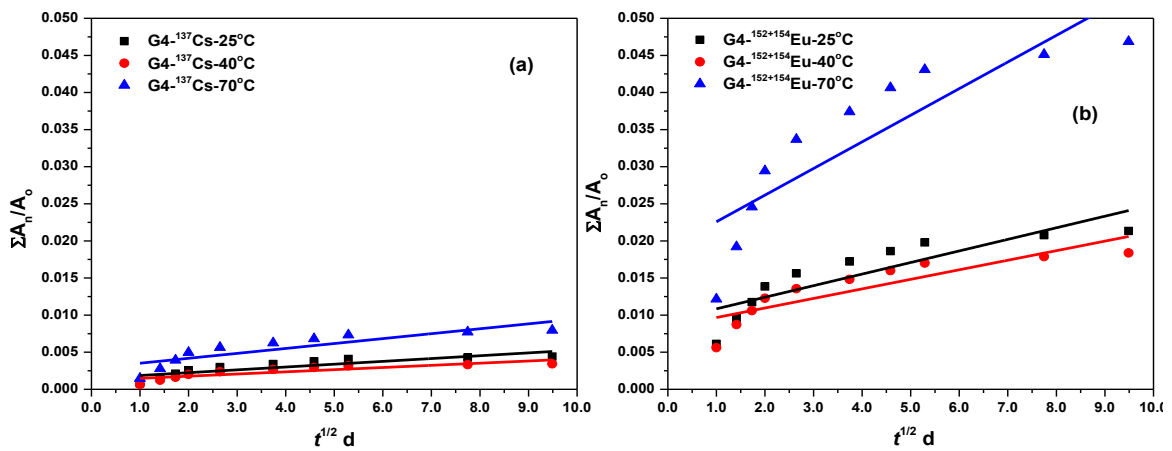 0.050
0.045
0.040
0.035
0.030
0.025
0.020
0.015
0.010
0.005
0.000
ΣAₙ/Aₒ
G4-¹³⁷Cs-25°C
G4-¹³⁷Cs-40°C
G4-¹³⁷Cs-70°C
(a)
0.0 1.0 2.0 3.0 4.0 5.0 6.0 7.0 8.0 9.0 10.0
t^1/2 d
0.050
0.045
0.040
0.035
0.030
0.025
0.020
0.015
0.010
0.005
0.000
G4-¹⁵²⁺¹⁵⁴Eu-25°C
G4-¹⁵²⁺¹⁵⁴Eu-40°C
G4-¹⁵²⁺¹⁵⁴Eu-70°C
(b)
0.0 1.0 2.0 3.0 4.0 5.0 6.0 7.0 8.0 9.0 10.0
t^1/2 d